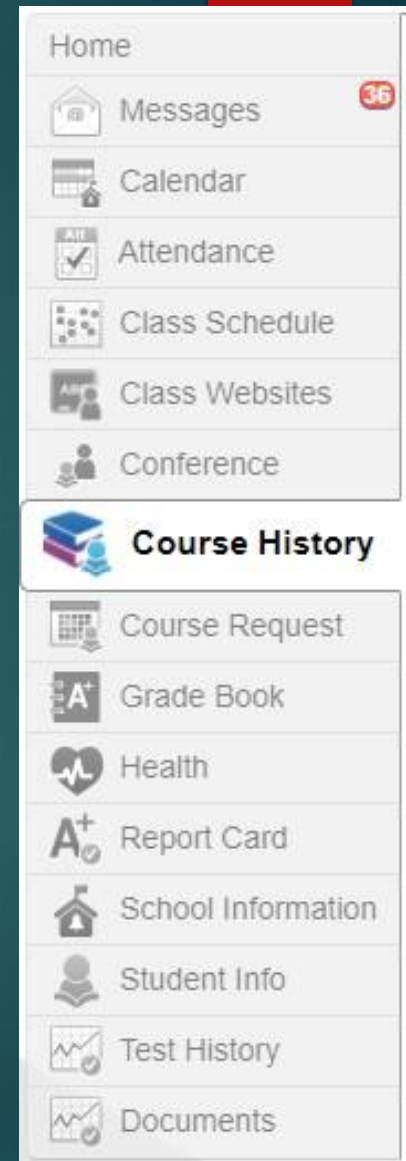 Home
Messages 36
Calendar
Attendance
Class Schedule
Class Websites
Conference
Course History
Course Request
Grade Book
Health
Report Card
School Information
Student Info
Test History
Documents